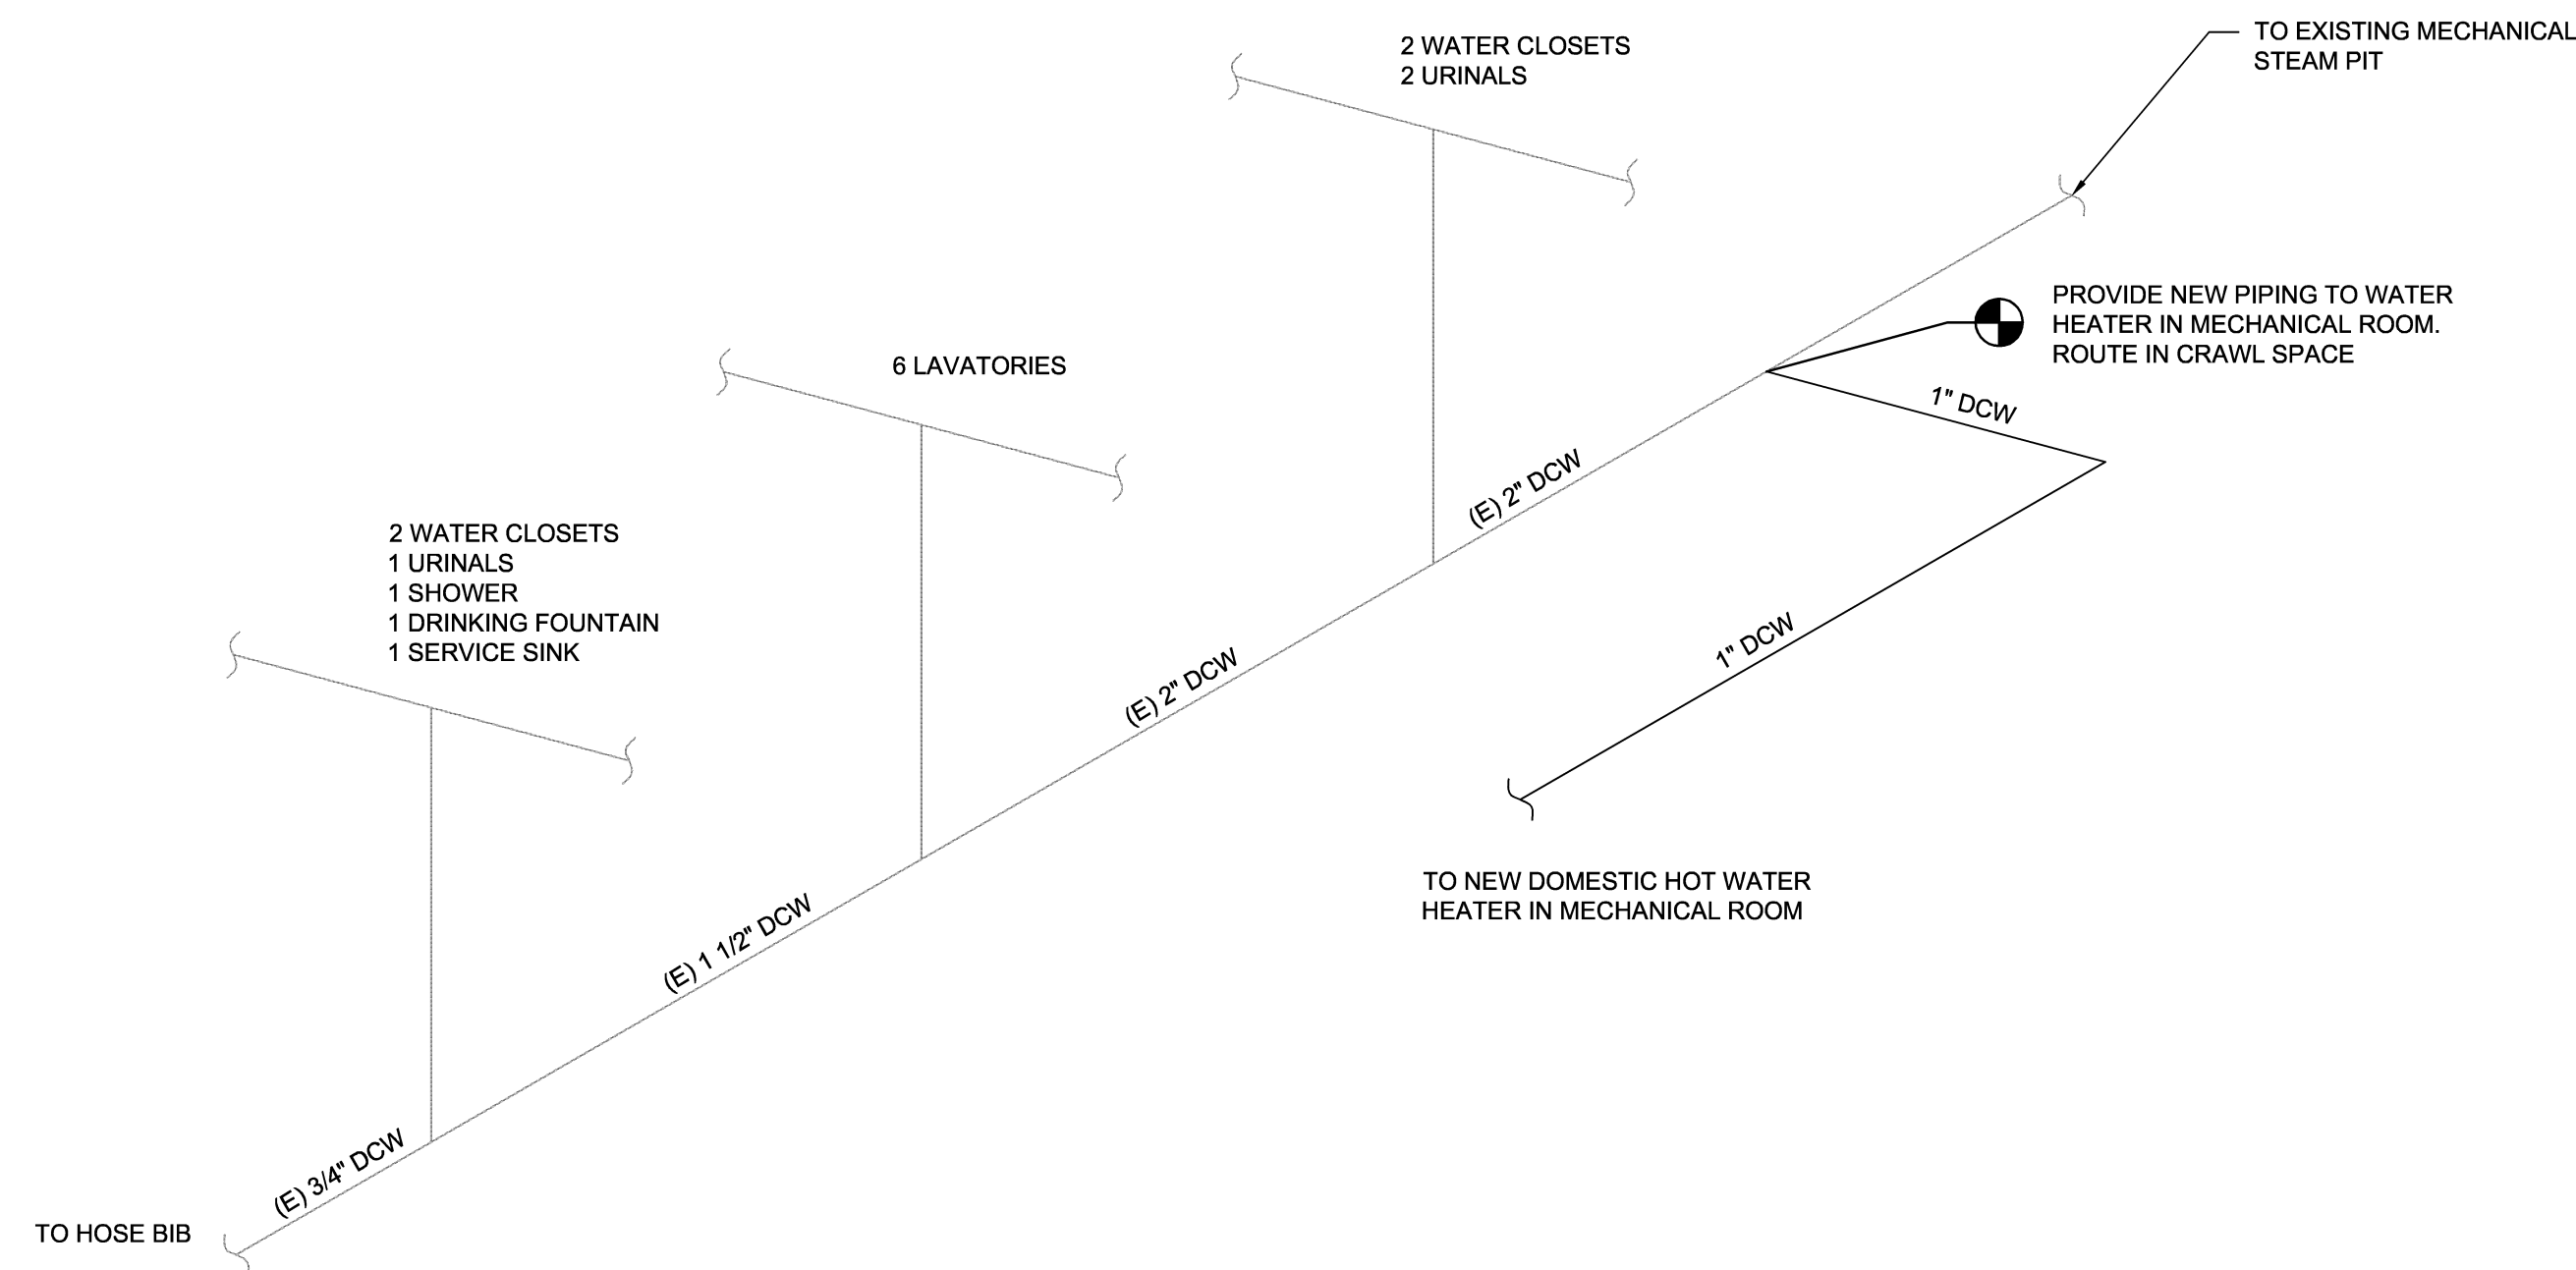 TO EXISTING MECHANICAL
STEAM PIT
2 WATER CLOSETS
2 URINALS
PROVIDE NEW PIPING TO WATER
HEATER IN MECHANICAL ROOM.
ROUTE IN CRAWL SPACE
6 LAVATORIES
1" DCW
(E) 2" DCW
2 WATER CLOSETS
1 URINALS
1 SHOWER
1 DRINKING FOUNTAIN
1 SERVICE SINK
1" DCW
(E) 2" DCW
TO NEW DOMESTIC HOT WATER
HEATER IN MECHANICAL ROOM
(E) 1 1/2" DCW
(E) 3/4" DCW
TO HOSE BIB